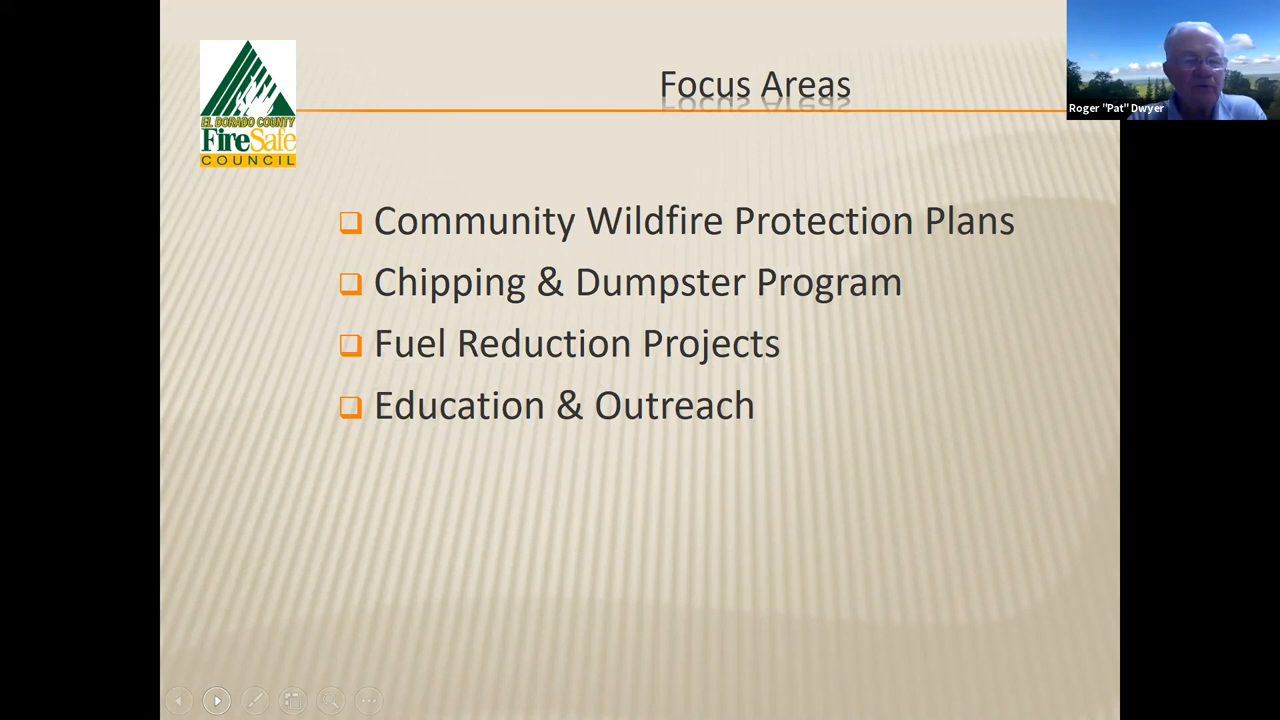 Focus Areas
EL DORADO COUNTY
FireSafe
COUNCIL
Roger "Pat" Dwyer
Community Wildfire Protection Plans
Chipping & Dumpster Program
Fuel Reduction Projects
Education & Outreach